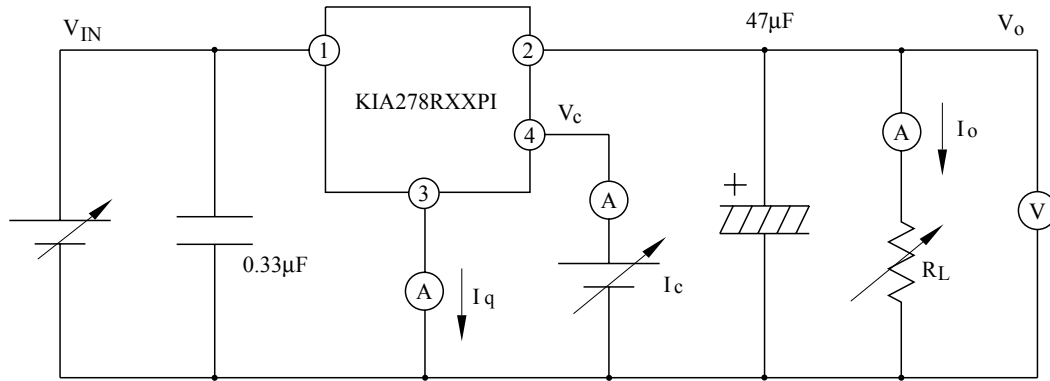 V_IN
47μF
V_o
1
2
KIA278RXXPI
V_c
4
A
I_o
3
A
+
V
0.33μF
A
I_q
I_c
R_L